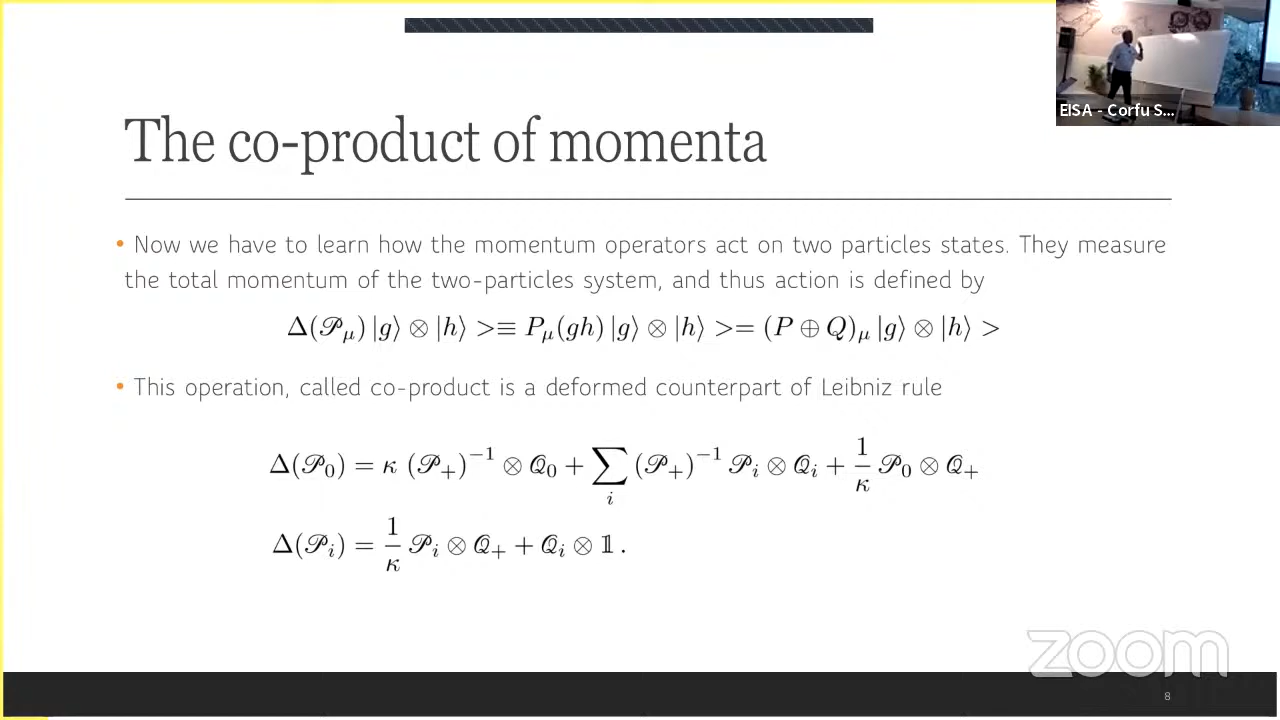 EISA - Corfu S...
The co-product of momenta
• Now we have to learn how the momentum operators act on two particles states. They measure
the total momentum of the two-particles system, and thus action is defined by
Δ(𝒫_μ) |g⟩ ⊗ |h⟩ >≡ P_μ(gh) |g⟩ ⊗ |h⟩ >= (P ⊕ Q)_μ |g⟩ ⊗ |h⟩ >
• This operation, called co-product is a deformed counterpart of Leibniz rule
Δ(𝒫_0) = κ (𝒫_+)^{-1} ⊗ 𝒬_0 + ∑_i (𝒫_+)^{-1} 𝒫_i ⊗ 𝒬_i + 1/κ 𝒫_0 ⊗ 𝒬_+
Δ(𝒫_i) = 1/κ 𝒫_i ⊗ 𝒬_+ + 𝒬_i ⊗ 𝟙 .
zoom
8